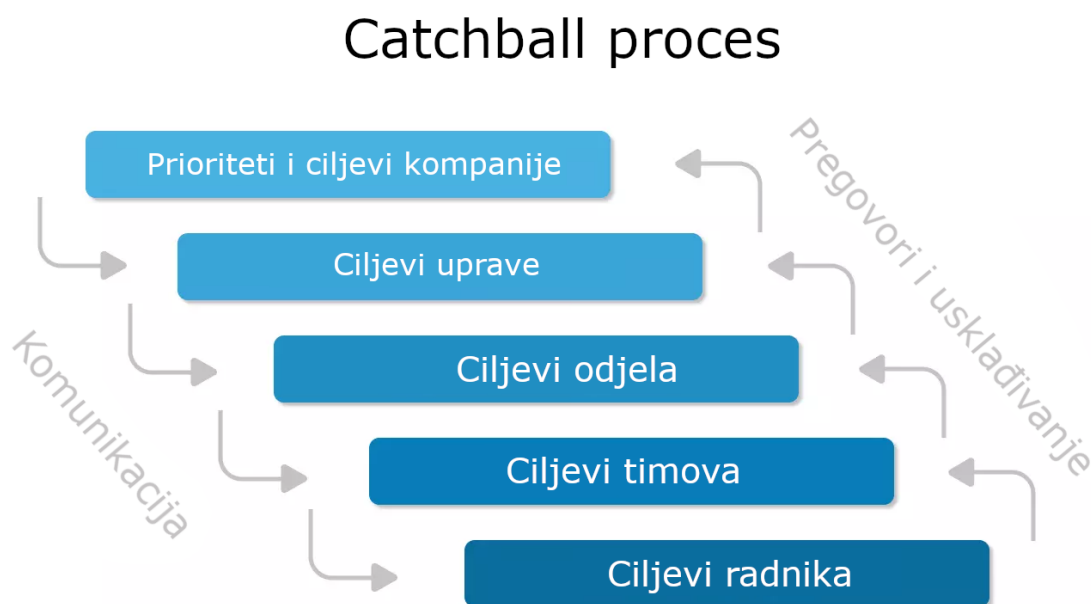 Catchball proces
Prioriteti i ciljevi kompanije
Ciljevi uprave
Ciljevi odjela
Ciljevi timova
Ciljevi radnika
Komunikacija
Pregovori i usklađivanje